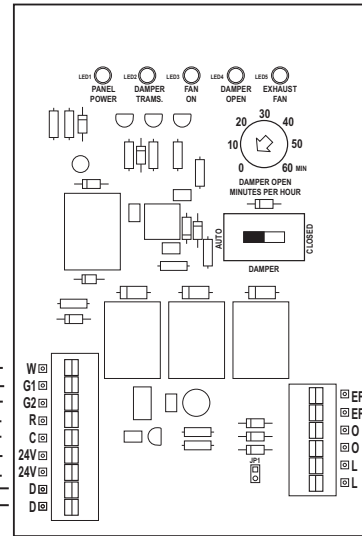 LED1 LED2 LED3 LED4 LED5
PANEL POWER
DAMPER TRAMS.
FAN ON
DAMPER OPEN
EXHAUST FAN
0 10 20 30 40 50 60 MIN
DAMPER OPEN
MINUTES PER HOUR
AUTO
CLOSED
DAMPER
W
G1
G2
R
C
24V
24V
D
D
JP1
O
O
L
L